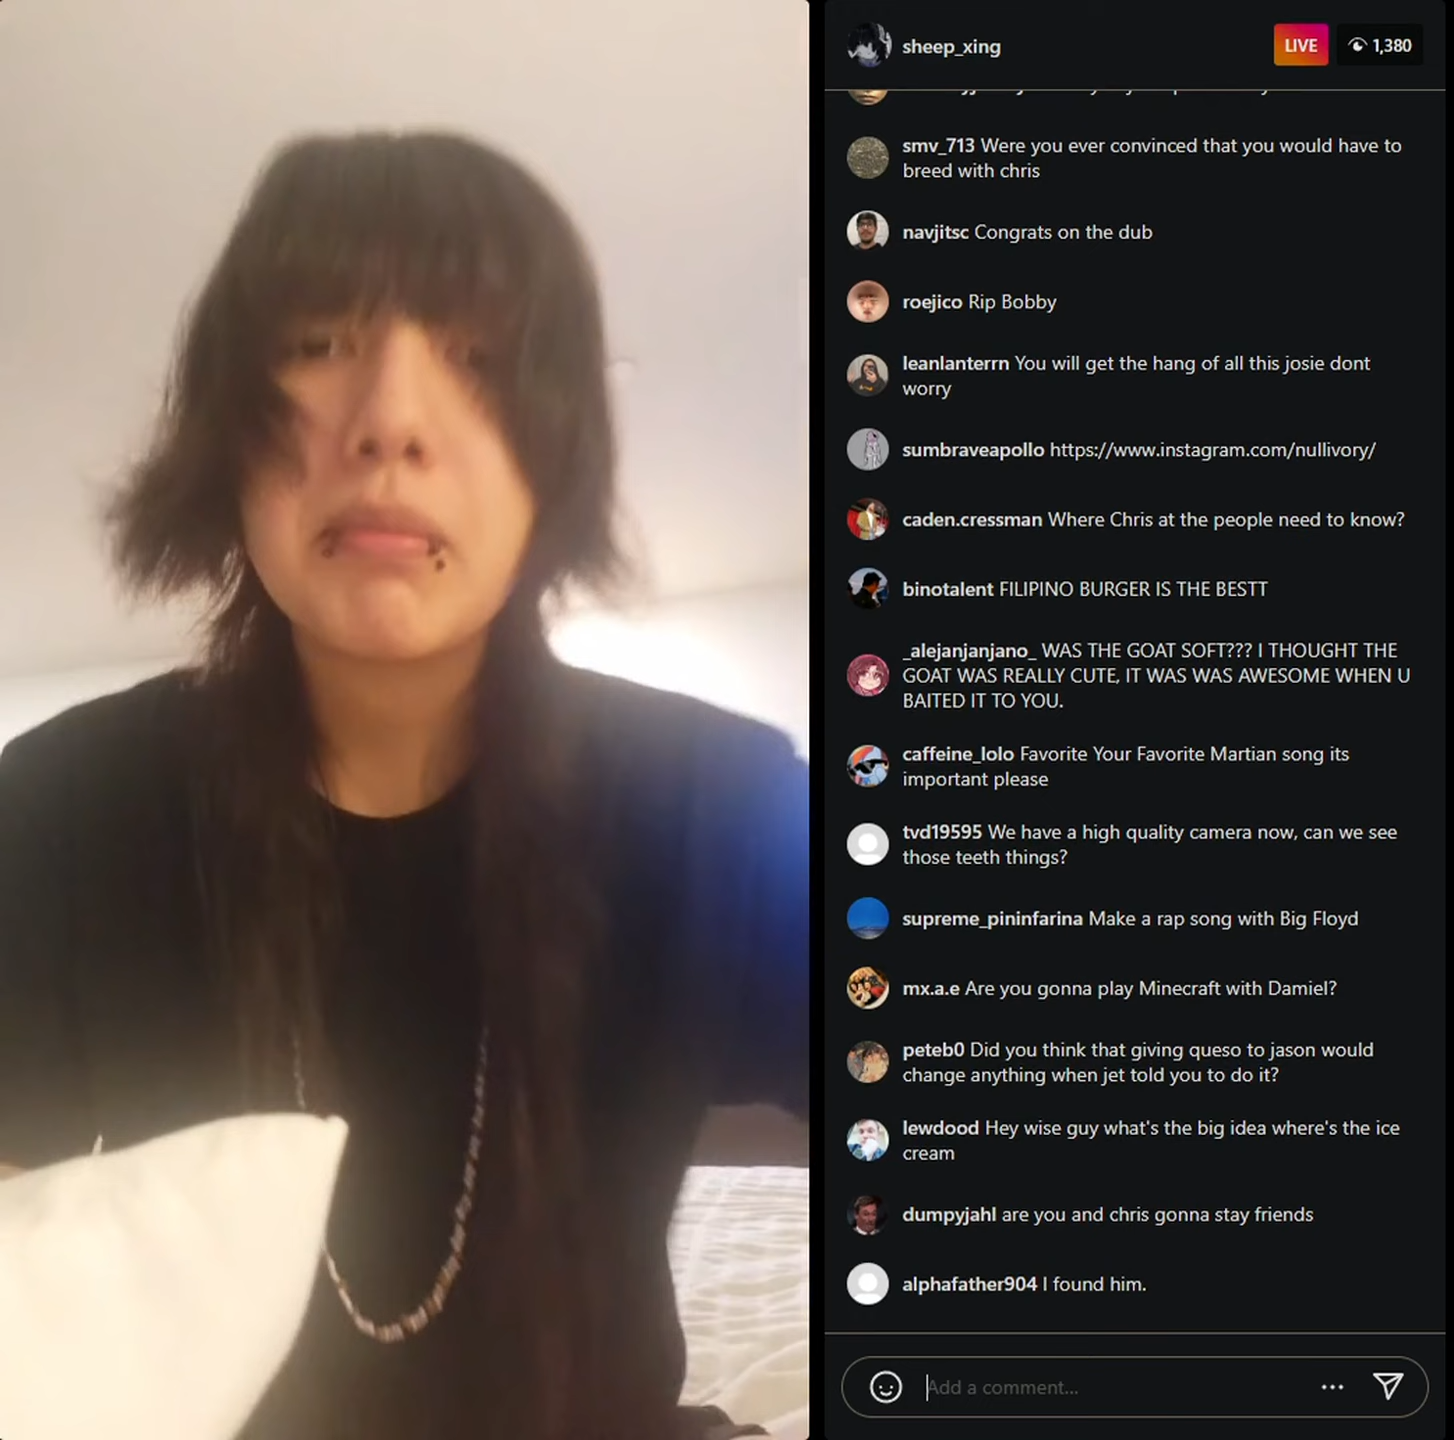 sheep_xing
LIVE
1,380
smv_713 Were you ever convinced that you would have to
breed with chris
navjitsc Congrats on the dub
roejico Rip Bobby
leanlanterrn You will get the hang of all this josie dont
worry
sumbraveapollo https://www.instagram.com/nullivory/
caden.cressman Where Chris at the people need to know?
binotalent FILIPINO BURGER IS THE BESTT
_alejanjanjano_ WAS THE GOAT SOFT??? I THOUGHT THE
GOAT WAS REALLY CUTE, IT WAS WAS AWESOME WHEN U
BAITED IT TO YOU.
caffeine_lolo Favorite Your Favorite Martian song its
important please
tvd19595 We have a high quality camera now, can we see
those teeth things?
supreme_pininfarina Make a rap song with Big Floyd
mx.a.e Are you gonna play Minecraft with Damiel?
peteb0 Did you think that giving queso to jason would
change anything when jet told you to do it?
lewdood Hey wise guy what's the big idea where's the ice
cream
dumpyjahl are you and chris gonna stay friends
alphafather904 I found him.
Add a comment...